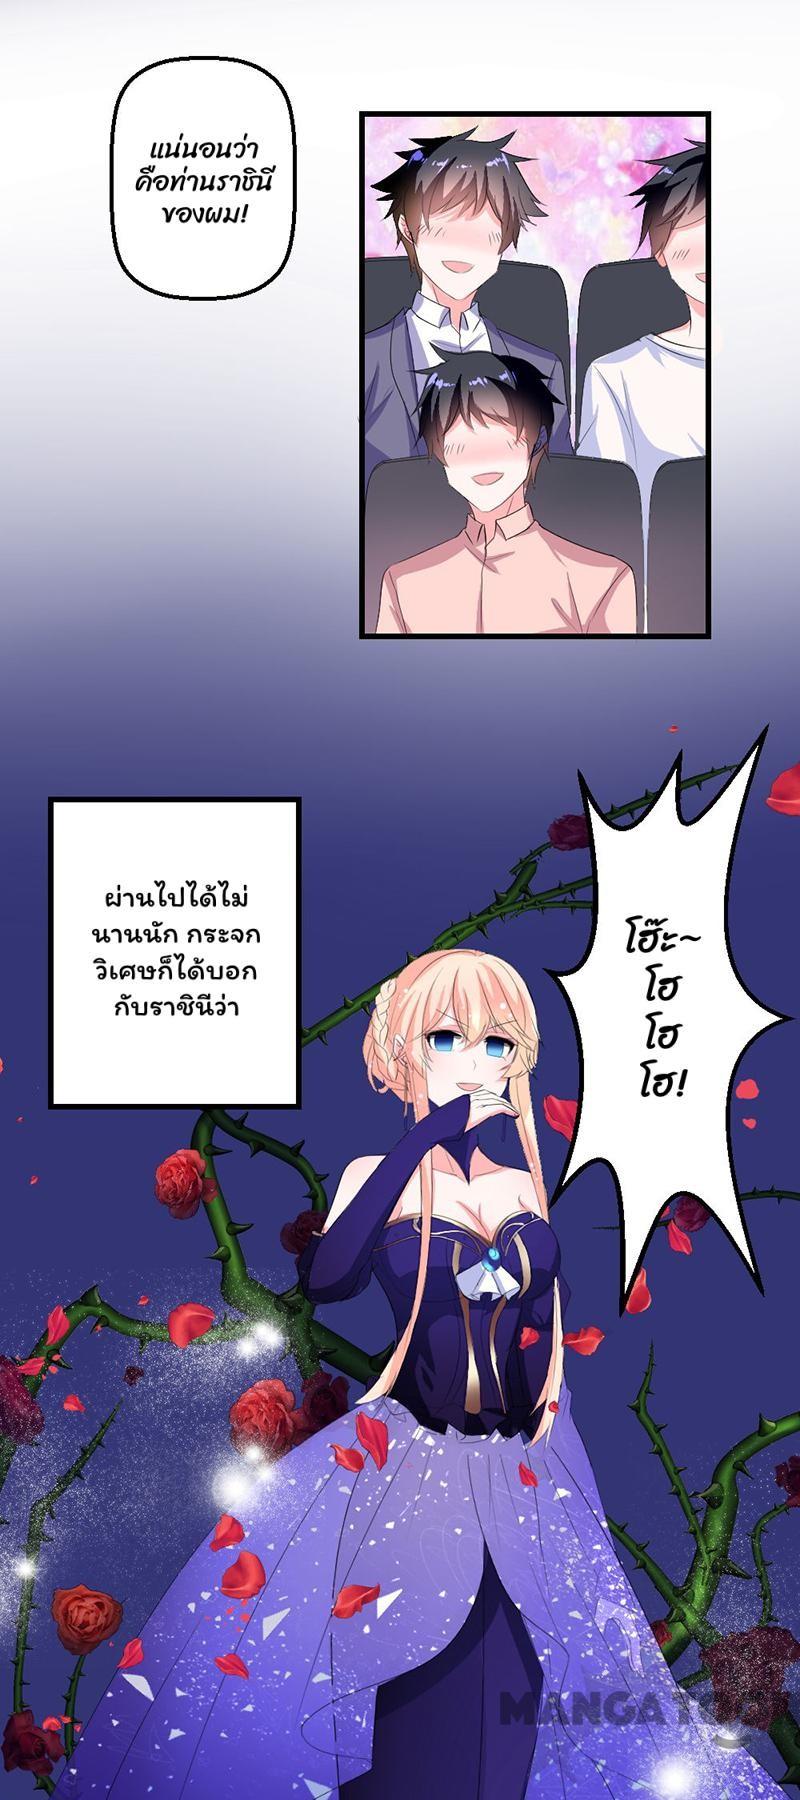 แน่นอนว่า
คือท่านราชินี
ของผม!
ผ่านไปได้ไม่
นานนัก กระจก
วิเศษก็ได้บอก
กับราชินีว่า
โฮ๊ะ~
โฮ
โฮ
โฮ!
MANGATOON